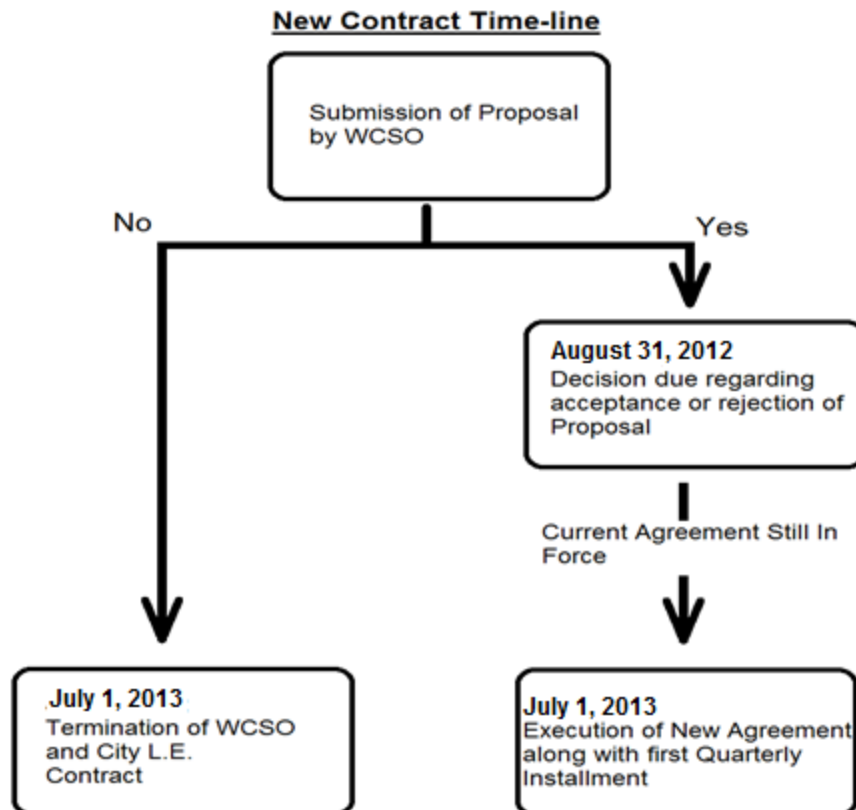 New Contract Time-line
Submission of Proposal
by WCSO
No
Yes
August 31, 2012
Decision due regarding
acceptance or rejection of
Proposal
Current Agreement Still In
Force
July 1, 2013
Termination of WCSO
and City L.E.
Contract
July 1, 2013
Execution of New Agreement
along with first Quarterly
Installment